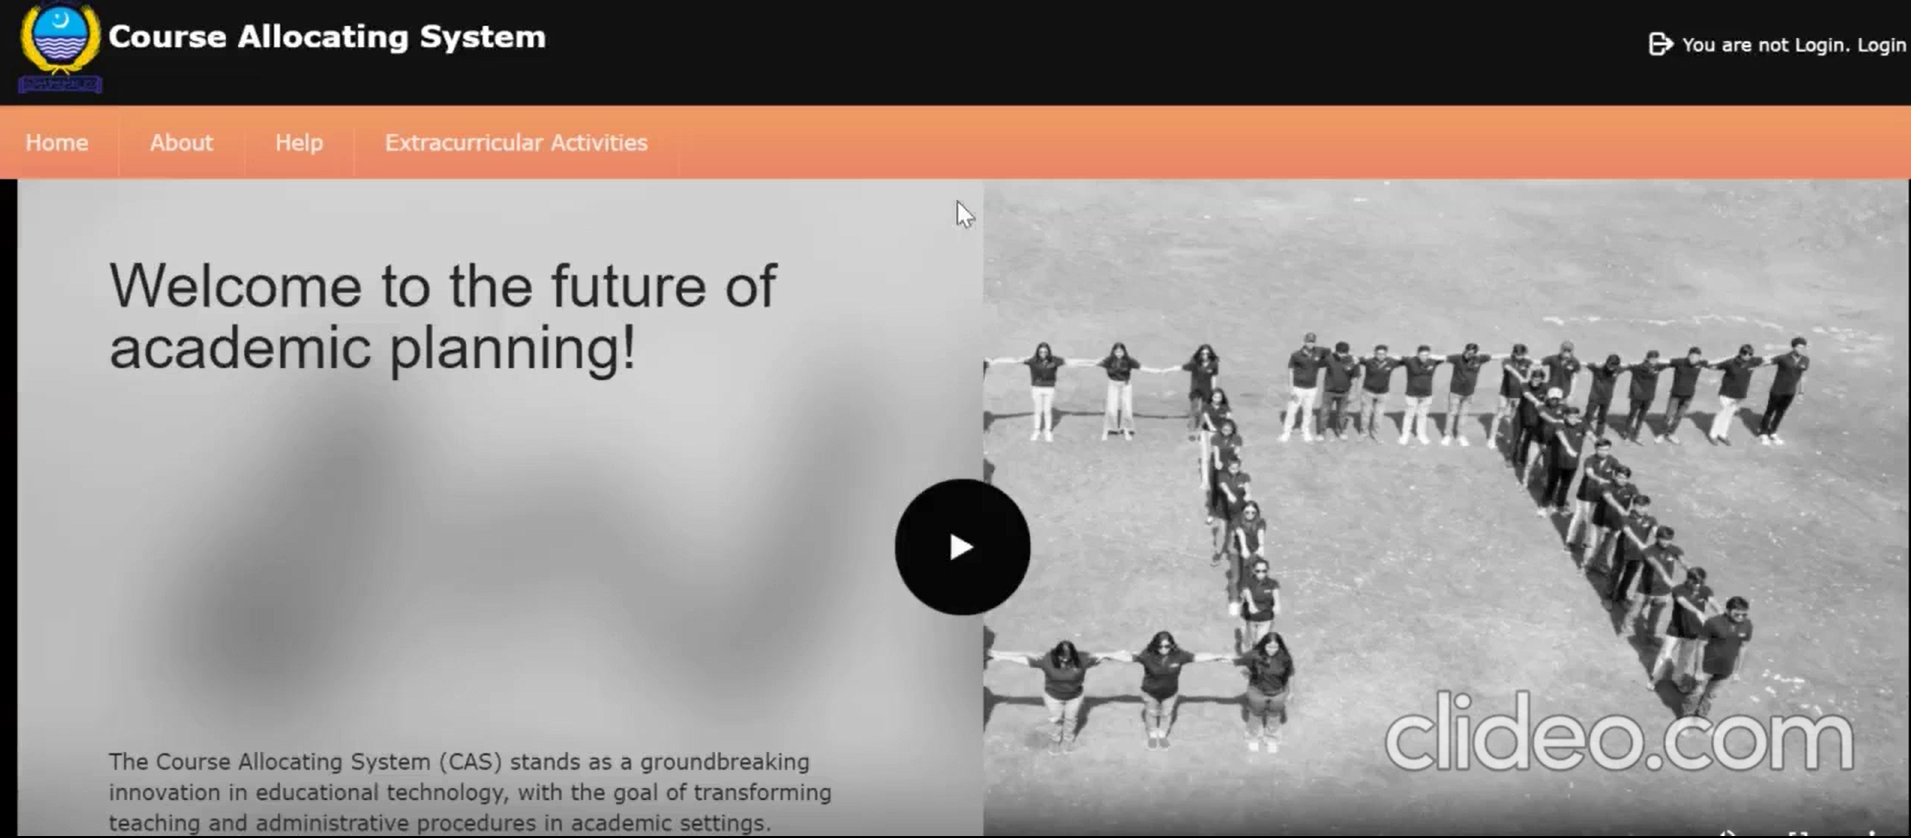 Course Allocating System
You are not Login. Login
Home
About
Help
Extracurricular Activities
Welcome to the future of
academic planning!
The Course Allocating System (CAS) stands as a groundbreaking
innovation in educational technology, with the goal of transforming
teaching and administrative procedures in academic settings.
clideo.com